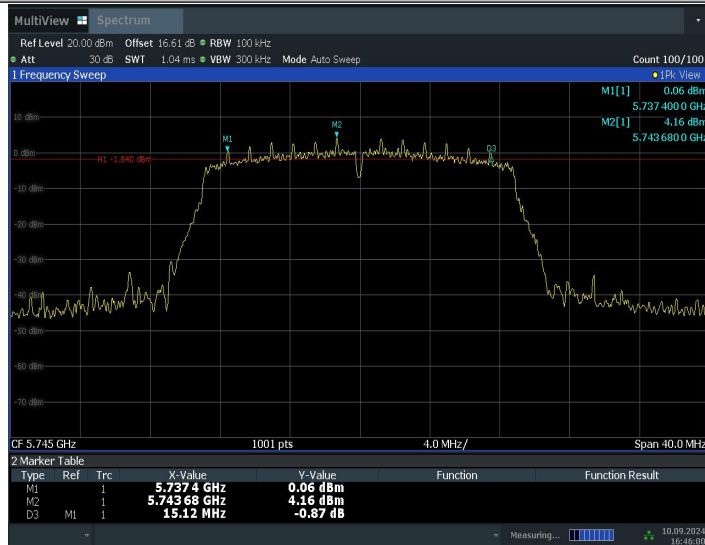 MultiView Spectrum
Ref Level 20.00 dBm Offset 16.61 dB RBW 100 kHz
Att 30 dB SWT 1.04 ms VBW 300 kHz Mode Auto Sweep Count 100/100
1 Frequency Sweep 1Pk View
M1[1] 0.06 dBm
5.737 400 0 GHz
M2[1] 4.16 dBm
5.743 680 0 GHz
10 dBm
M2
M1
D3
0 dBm
H1 -1.840 dBm
-10 dBm
-20 dBm
-30 dBm
-40 dBm
-50 dBm
-60 dBm
-70 dBm
CF 5.745 GHz 1001 pts 4.0 MHz/ Span 40.0 MHz
2 Marker Table
Type Ref Trc X-Value Y-Value Function Function Result
M1 1 5.737 4 GHz 0.06 dBm
M2 1 5.743 68 GHz 4.16 dBm
D3 M1 1 15.12 MHz -0.87 dB
Measuring... 10.09.2024
16:46:00